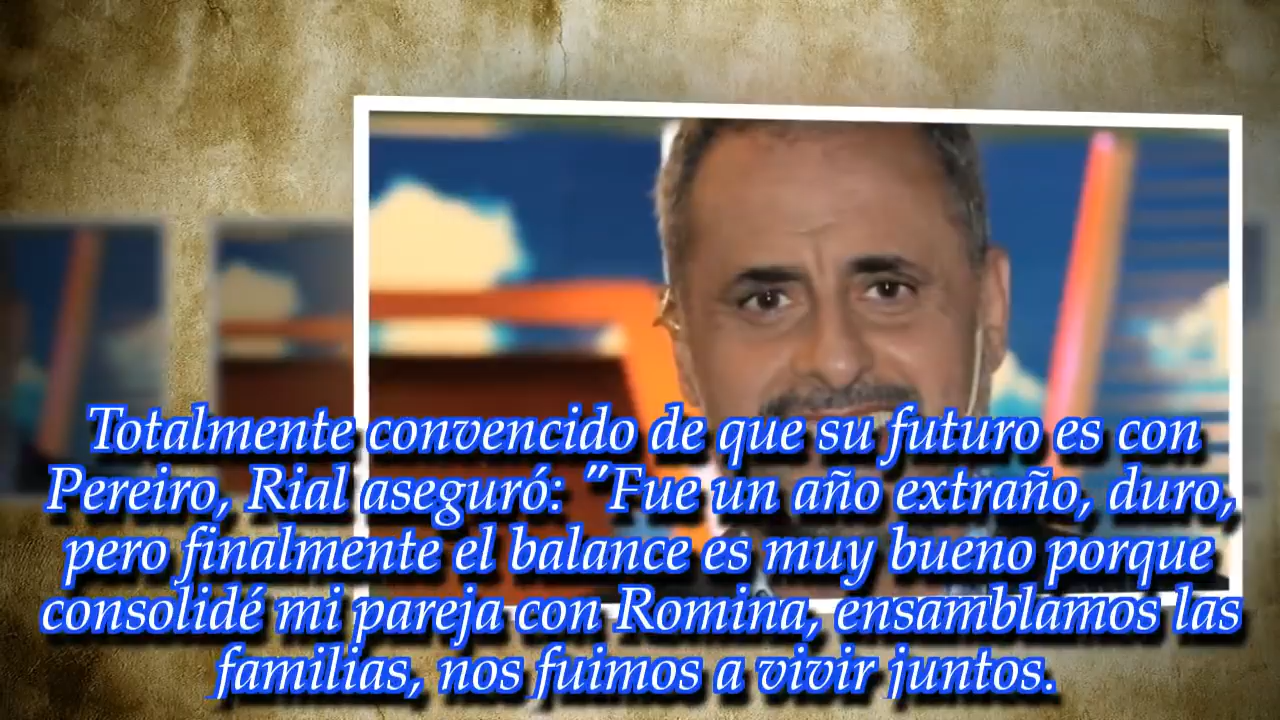 Totalmente convencido de que su futuro es con
Pereiro, Rial aseguró: "Fue un año extraño, duro,
pero finalmente el balance es muy bueno porque
consolidé mi pareja con Romina, ensamblamos las
familias, nos fuimos a vivir juntos.